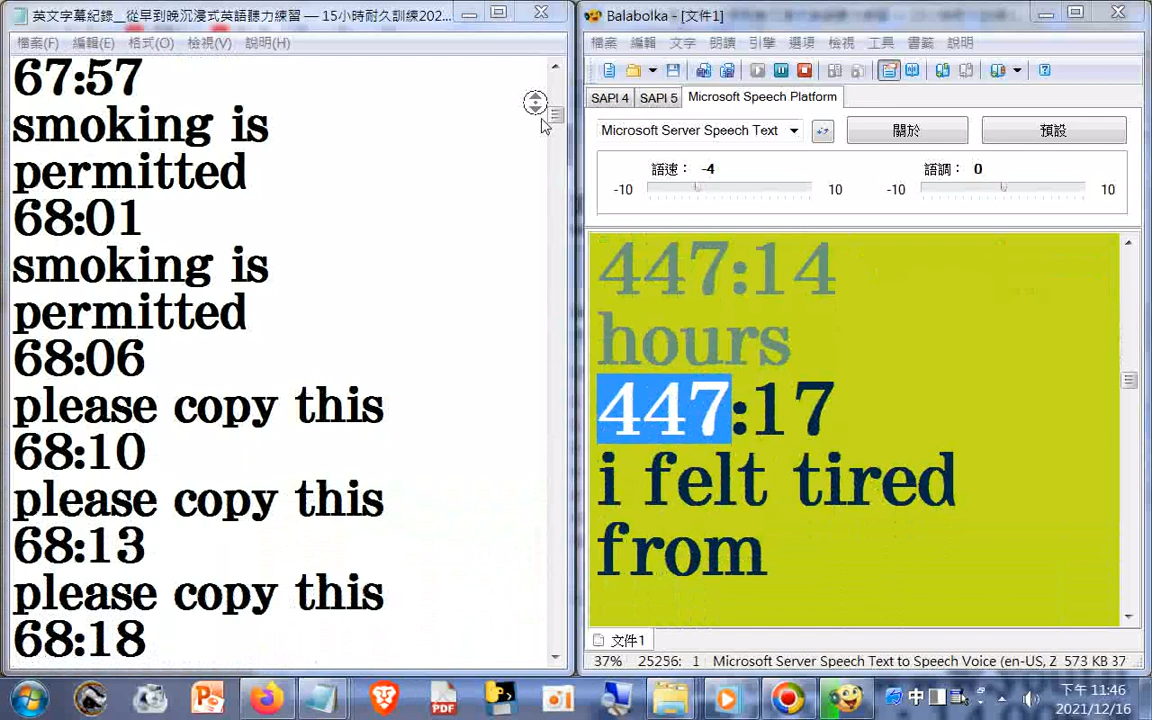 英文字幕紀錄__從早到晚沉浸式英語聽力練習 — 15小時耐久訓練202...
檔案(F) 編輯(E) 格式(O) 檢視(V) 說明(H)
67:57
smoking is
permitted
68:01
smoking is
permitted
68:06
please copy this
68:10
please copy this
68:13
please copy this
68:18
Balabolka - [文件1]
檔案 編輯 文字 朗讀 引擎 選項 檢視 工具 書籤 說明
SAPI 4 SAPI 5 Microsoft Speech Platform
Microsoft Server Speech Text 關於 預設
語速： -4 語調： 0
-10 10 -10 10
447:14
hours
447:17
i felt tired
from
文件1
37% 25256: 1 Microsoft Server Speech Text to Speech Voice (en-US, Z 573 KB 37
PDF
中
下午 11:46
2021/12/16